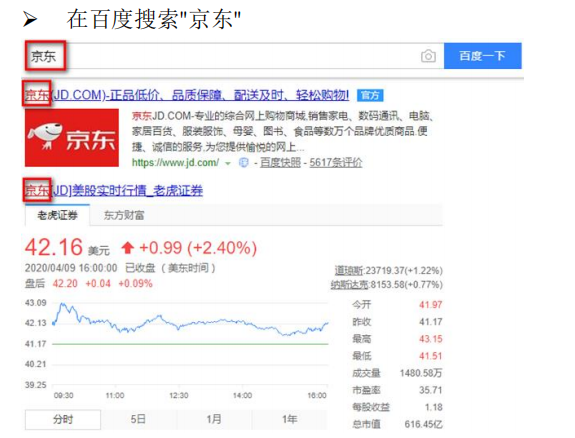 ➢ 在百度搜索"京东"
京东
百度一下
京东(JD.COM)-正品低价、品质保障、配送及时、轻松购物! 官方
京东JD.COM-专业的综合网上购物商城,销售家电、数码通讯、电脑、
家居百货、服装服饰、母婴、图书、食品等数万个品牌优质商品.便
捷、诚信的服务,为您提供愉悦的网上...
https://www.jd.com/ - 百度快照 - 5617条评价
京东
京东[JD]美股实时行情_老虎证券
老虎证券 东方财富
42.16 美元 +0.99 (+2.40%)
2020/04/09 16:00:00 已收盘 (美东时间)
盘后 42.20 +0.04 +0.09%
道琼斯:23719.37(+1.22%)
纳斯达克:8153.58(+0.77%)
43.09
42.13
41.17
40.21
39.25
09:30 11:00 12:30 14:30 16:00
今开 41.97
昨收 41.17
最高 43.15
最低 41.51
成交量 1480.58万
市盈率 35.71
每股收益 1.18
总市值 616.45亿
分时 5日 1月 1年